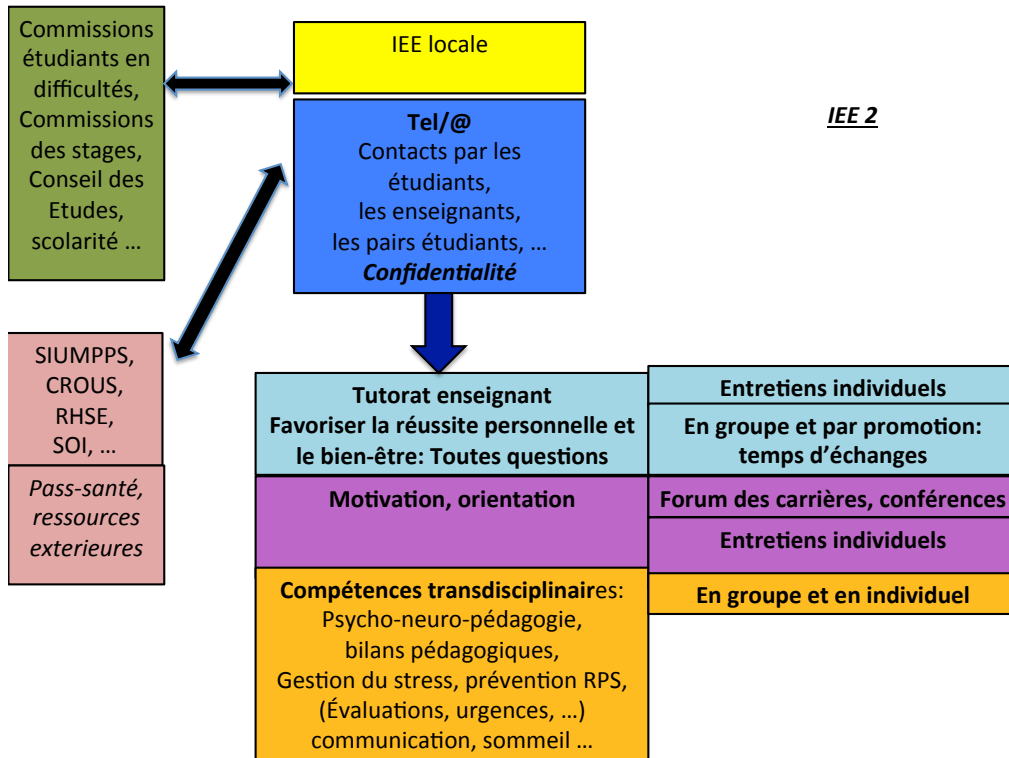 Commissions
étudiants en
difficultés,
Commissions
des stages,
Conseil des
Etudes,
scolarité …
IEE locale
IEE 2
Tel/@
Contacts par les
étudiants,
les enseignants,
les pairs étudiants, …
Confidentialité
SIUMPPS,
CROUS,
RHSE,
SOI, …
Pass-santé,
ressources
exterieures
Tutorat enseignant
Favoriser la réussite personnelle et
le bien-être: Toutes questions
Entretiens individuels
En groupe et par promotion:
temps d’échanges
Motivation, orientation
Forum des carrières, conférences
Entretiens individuels
Compétences transdisciplinaires:
Psycho-neuro-pédagogie,
bilans pédagogiques,
Gestion du stress, prévention RPS,
(Évaluations, urgences, …)
communication, sommeil …
En groupe et en individuel